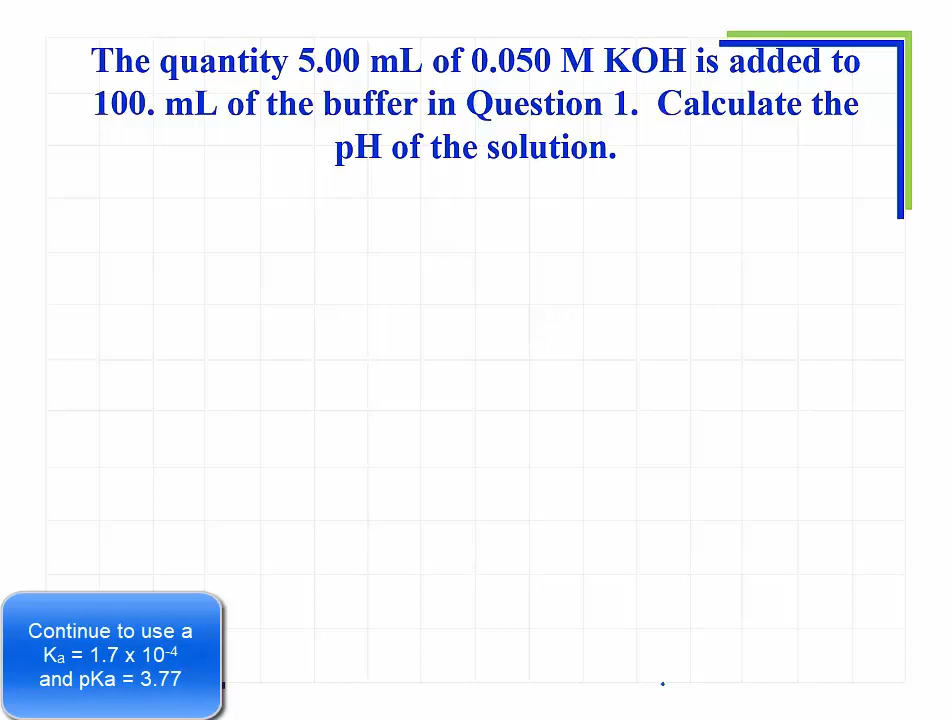 The quantity 5.00 mL of 0.050 M KOH is added to
100. mL of the buffer in Question 1.  Calculate the
pH of the solution.
Continue to use a
Ka = 1.7 x 10-4
and pKa = 3.77